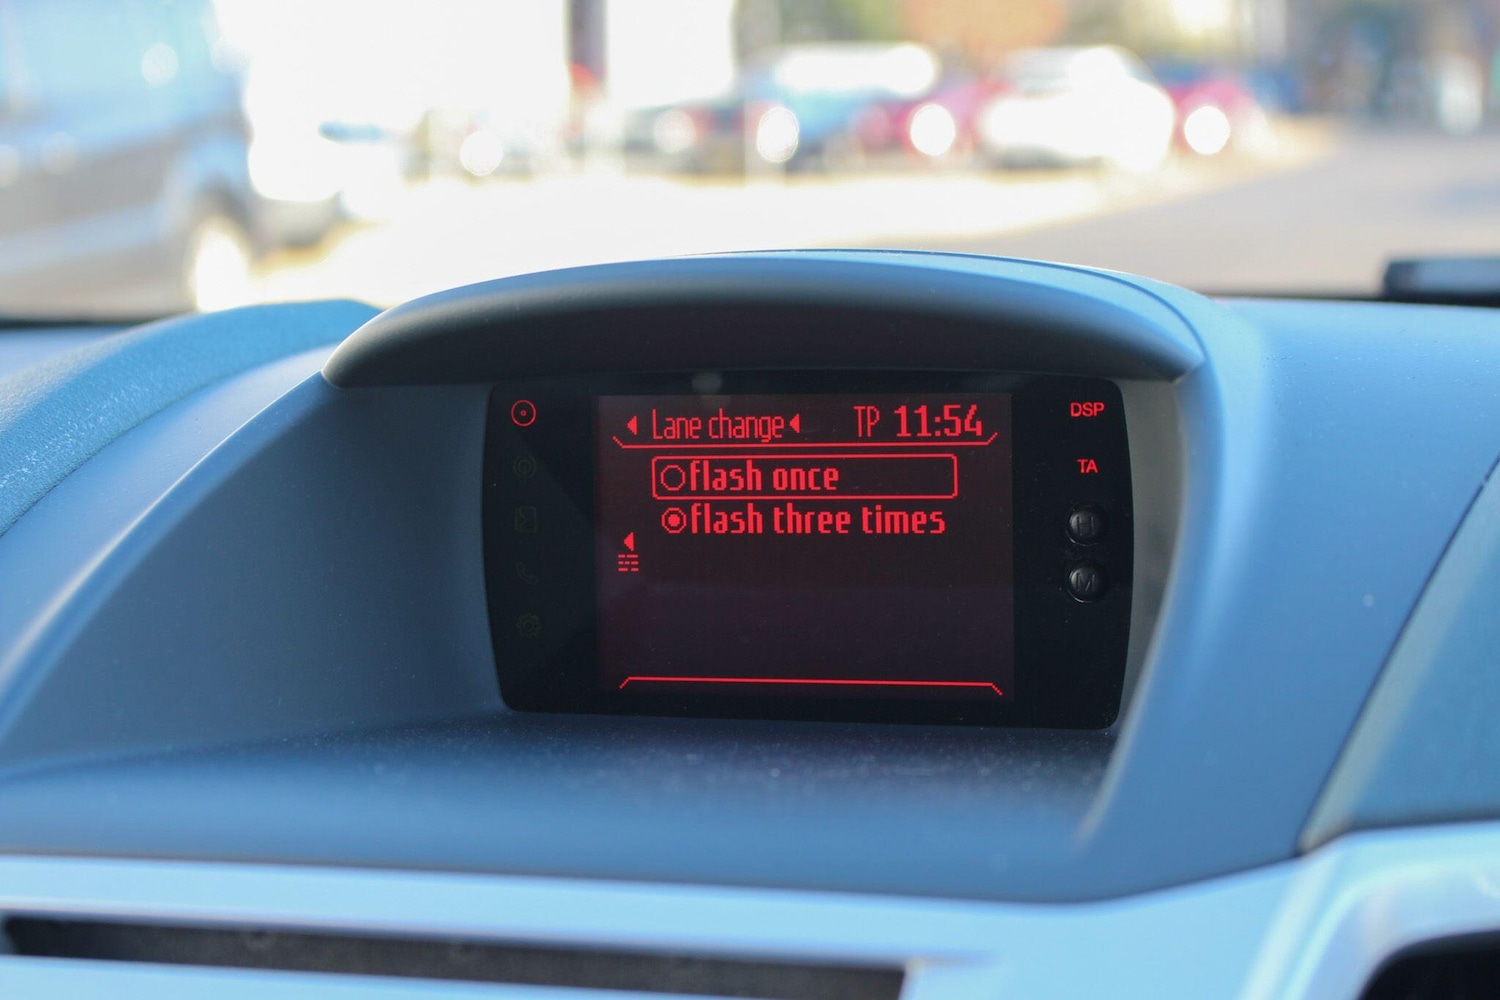 Lane change TP 11:54
flash once
flash three times
DSP
TA
H
M